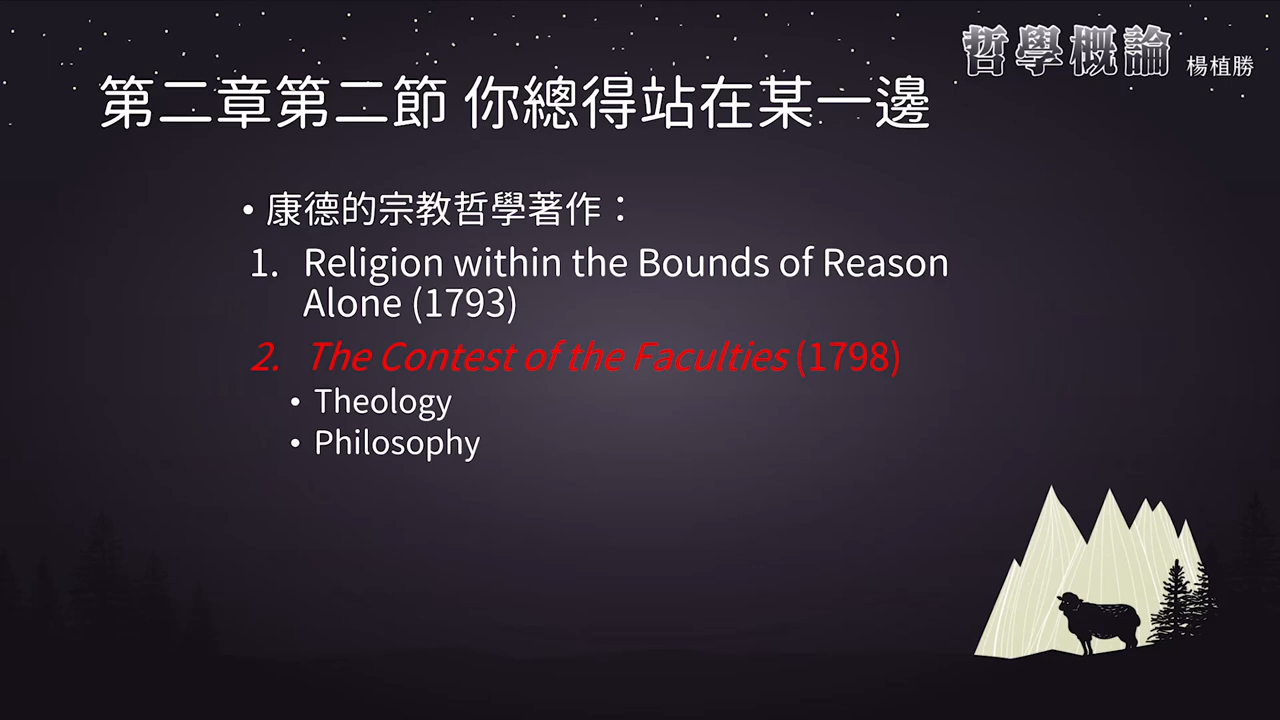 哲學概論 楊植勝
第二章第二節 你總得站在某一邊
• 康德的宗教哲學著作：
1. Religion within the Bounds of Reason
Alone (1793)
2. The Contest of the Faculties (1798)
• Theology
• Philosophy